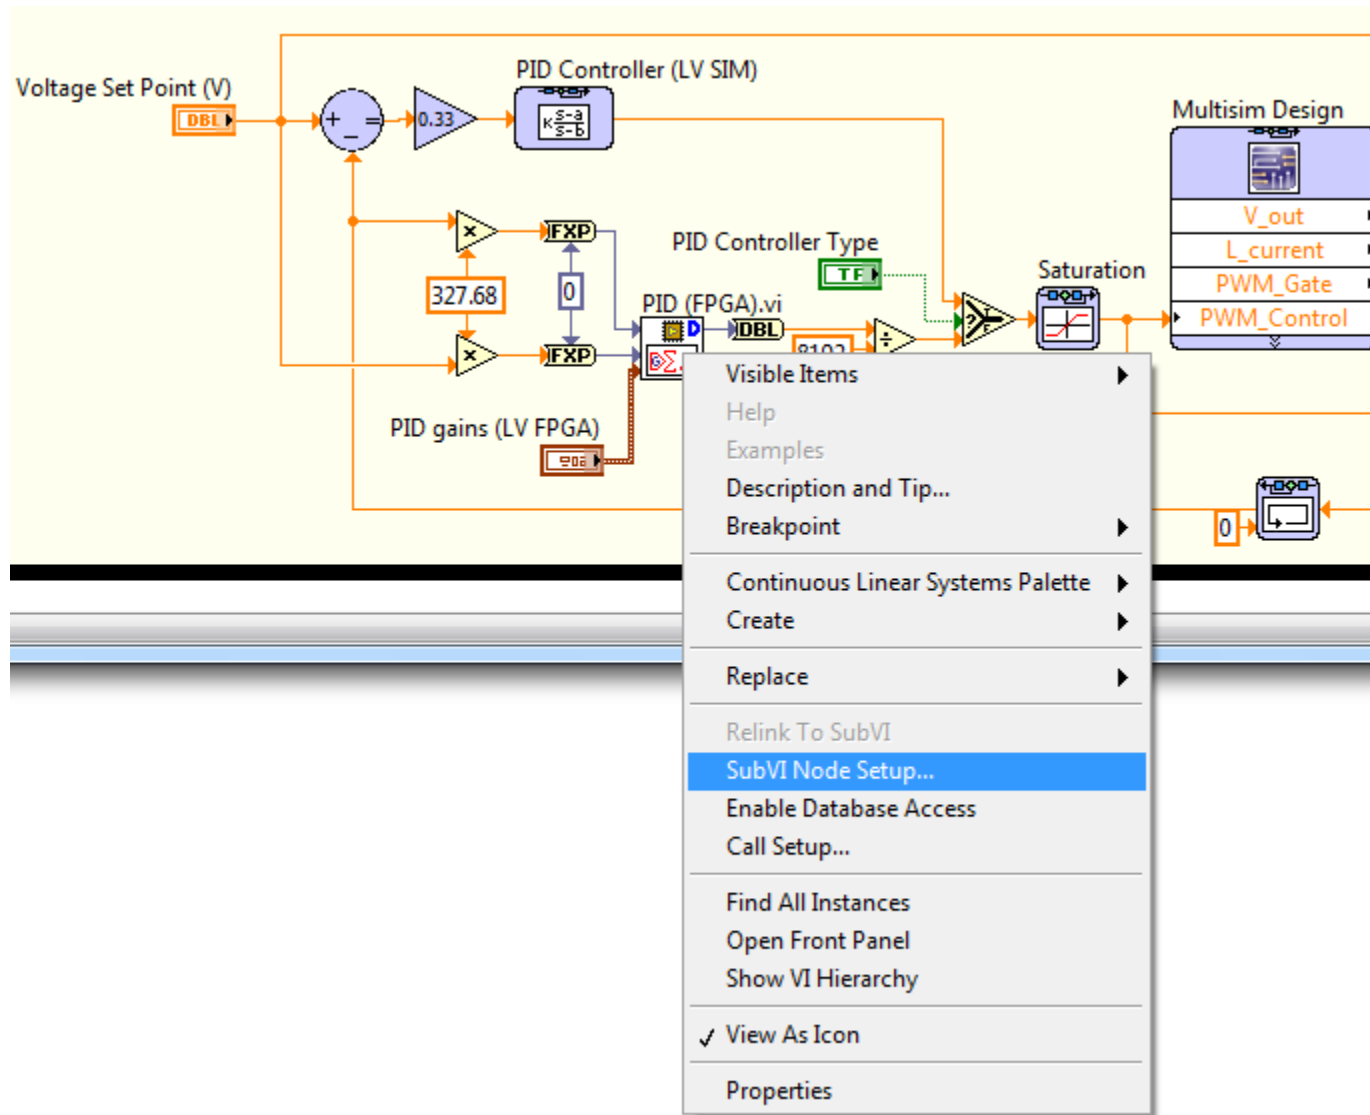 PID Controller (LV SIM)
Voltage Set Point (V)
DBL
+
−
=
0.33
K s-a
s-b
Multisim Design
V_out
L_current
PWM_Gate
PWM_Control
x
FXP
PID Controller Type
TF
327.68
0
Saturation
PID (FPGA).vi
D
DBL
÷
?
T
F
x
FXP
PID gains (LV FPGA)
0
Visible Items
Help
Examples
Description and Tip...
Breakpoint
Continuous Linear Systems Palette
Create
Replace
Relink To SubVI
SubVI Node Setup...
Enable Database Access
Call Setup...
Find All Instances
Open Front Panel
Show VI Hierarchy
View As Icon
Properties